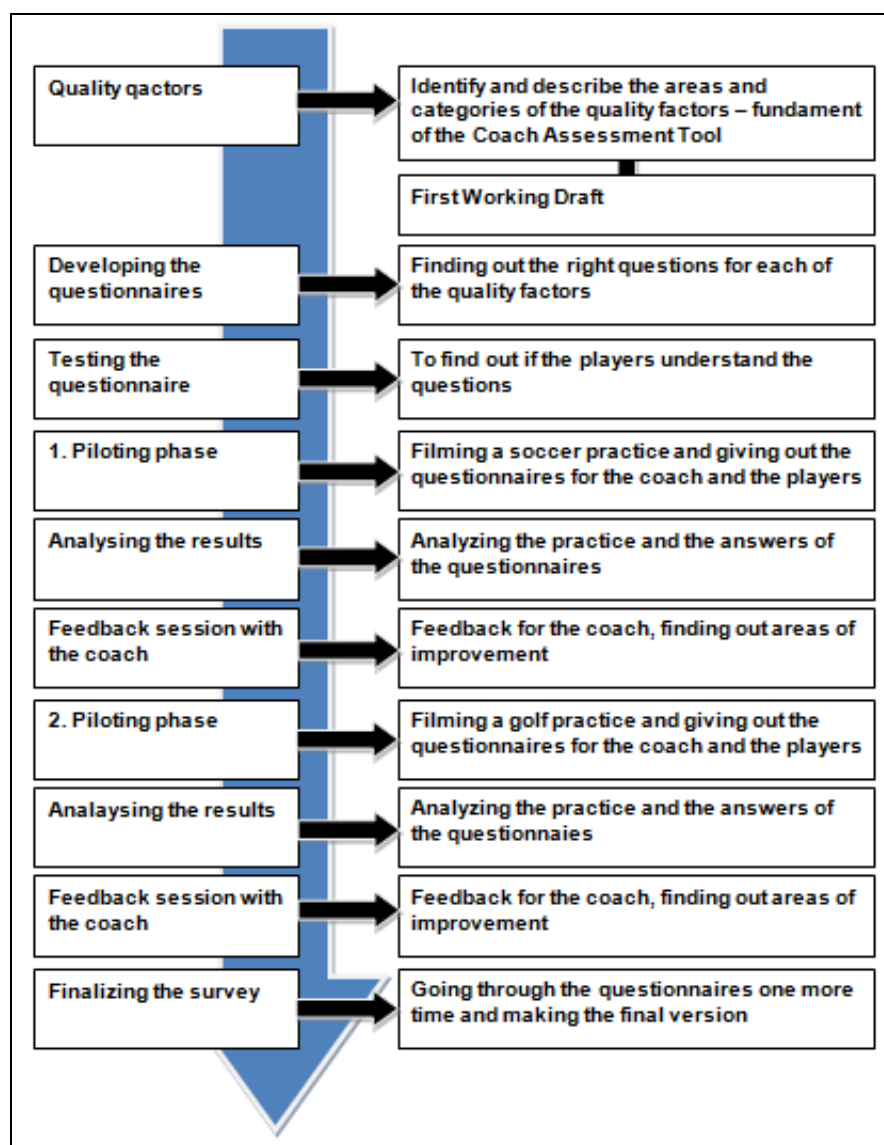 Quality qactors
Identify and describe the areas and
categories of the quality factors – fundament
of the Coach Assessment Tool
First Working Draft
Developing the
questionnaires
Finding out the right questions for each of
the quality factors
Testing the
questionnaire
To find out if the players understand the
questions
1. Piloting phase
Filming a soccer practice and giving out the
questionnaires for the coach and the players
Analysing the results
Analyzing the practice and the answers of
the questionnaires
Feedback session with
the coach
Feedback for the coach, finding out areas of
improvement
2. Piloting phase
Filming a golf practice and giving out the
questionnaires for the coach and the players
Analaysing the results
Analyzing the practice and the answers of
the questionnaies
Feedback session with
the coach
Feedback for the coach, finding out areas of
improvement
Finalizing the survey
Going through the questionnaires one more
time and making the final version